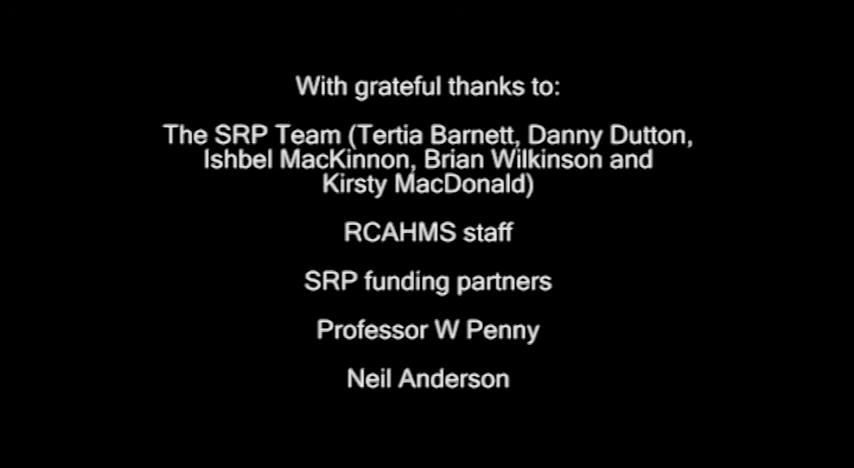 With grateful thanks to:
The SRP Team (Tertia Barnett, Danny Dutton,
Ishbel MacKinnon, Brian Wilkinson and
Kirsty MacDonald)
RCAHMS staff
SRP funding partners
Professor W Penny
Neil Anderson